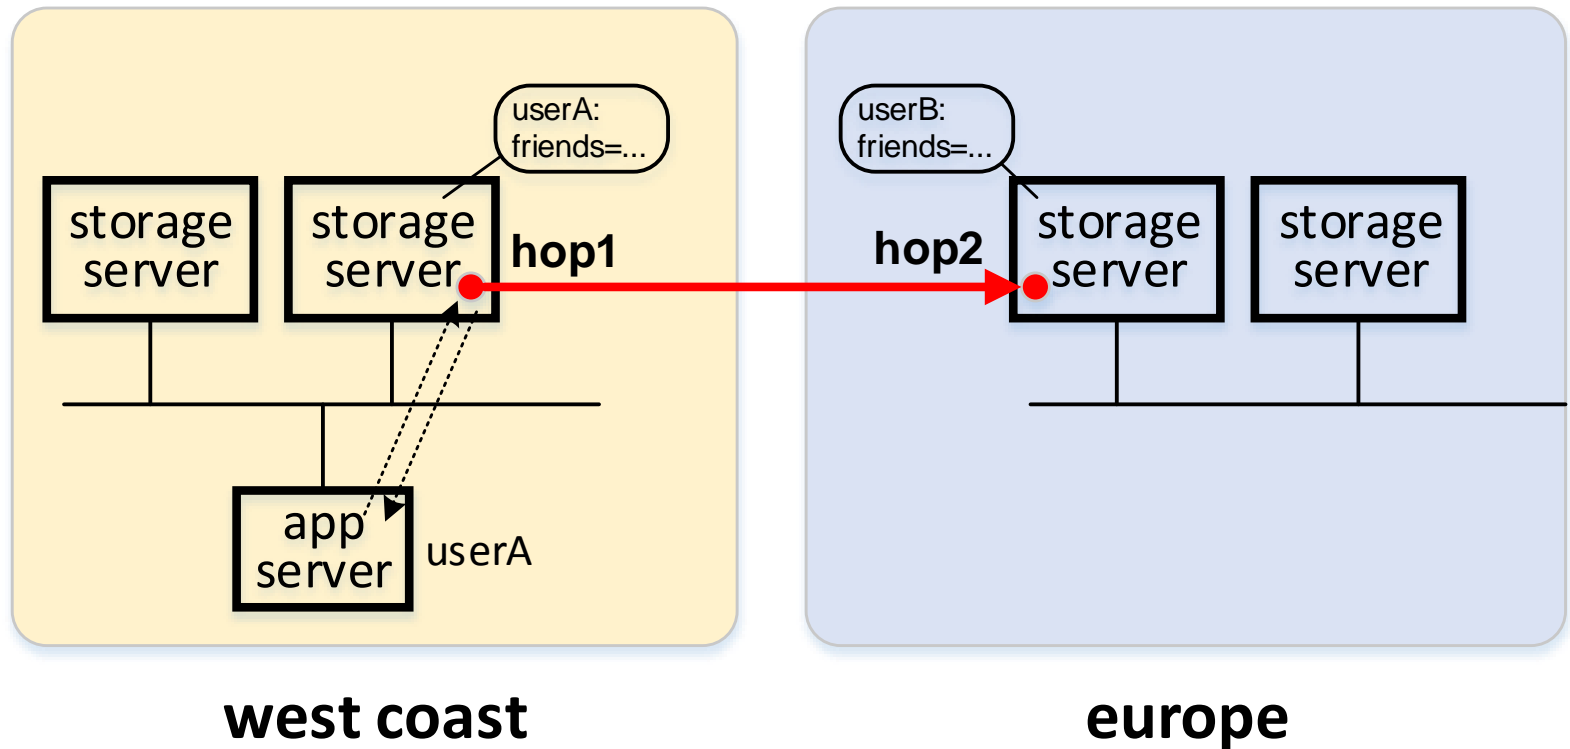 userA:
friends=...
userB:
friends=...
storage
server
storage
server
hop1
hop2
storage
server
storage
server
app
server
userA
west coast
europe